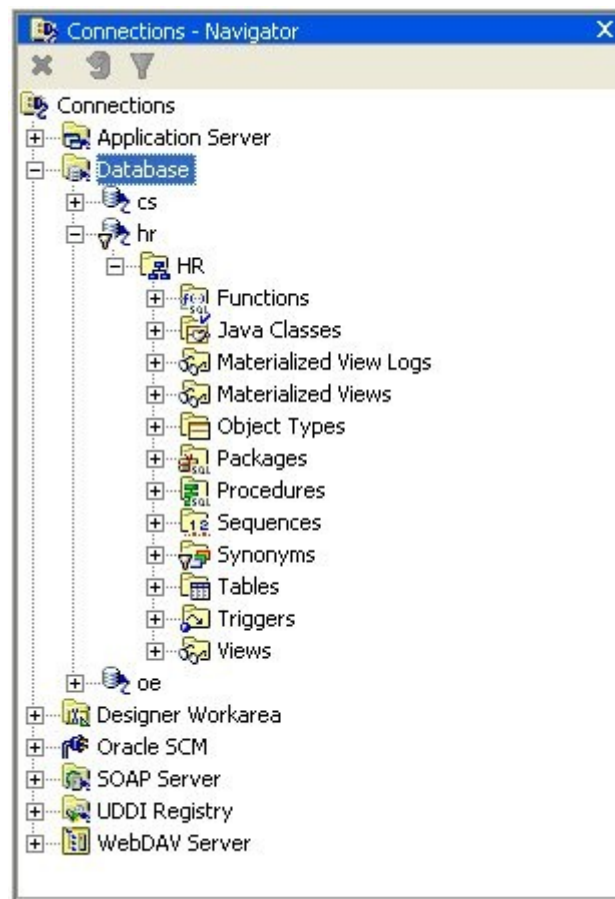 Connections - Navigator
Connections
Application Server
Database
cs
hr
HR
Functions
Java Classes
Materialized View Logs
Materialized Views
Object Types
Packages
Procedures
Sequences
Synonyms
Tables
Triggers
Views
oe
Designer Workarea
Oracle SCM
SOAP Server
UDDI Registry
WebDAV Server